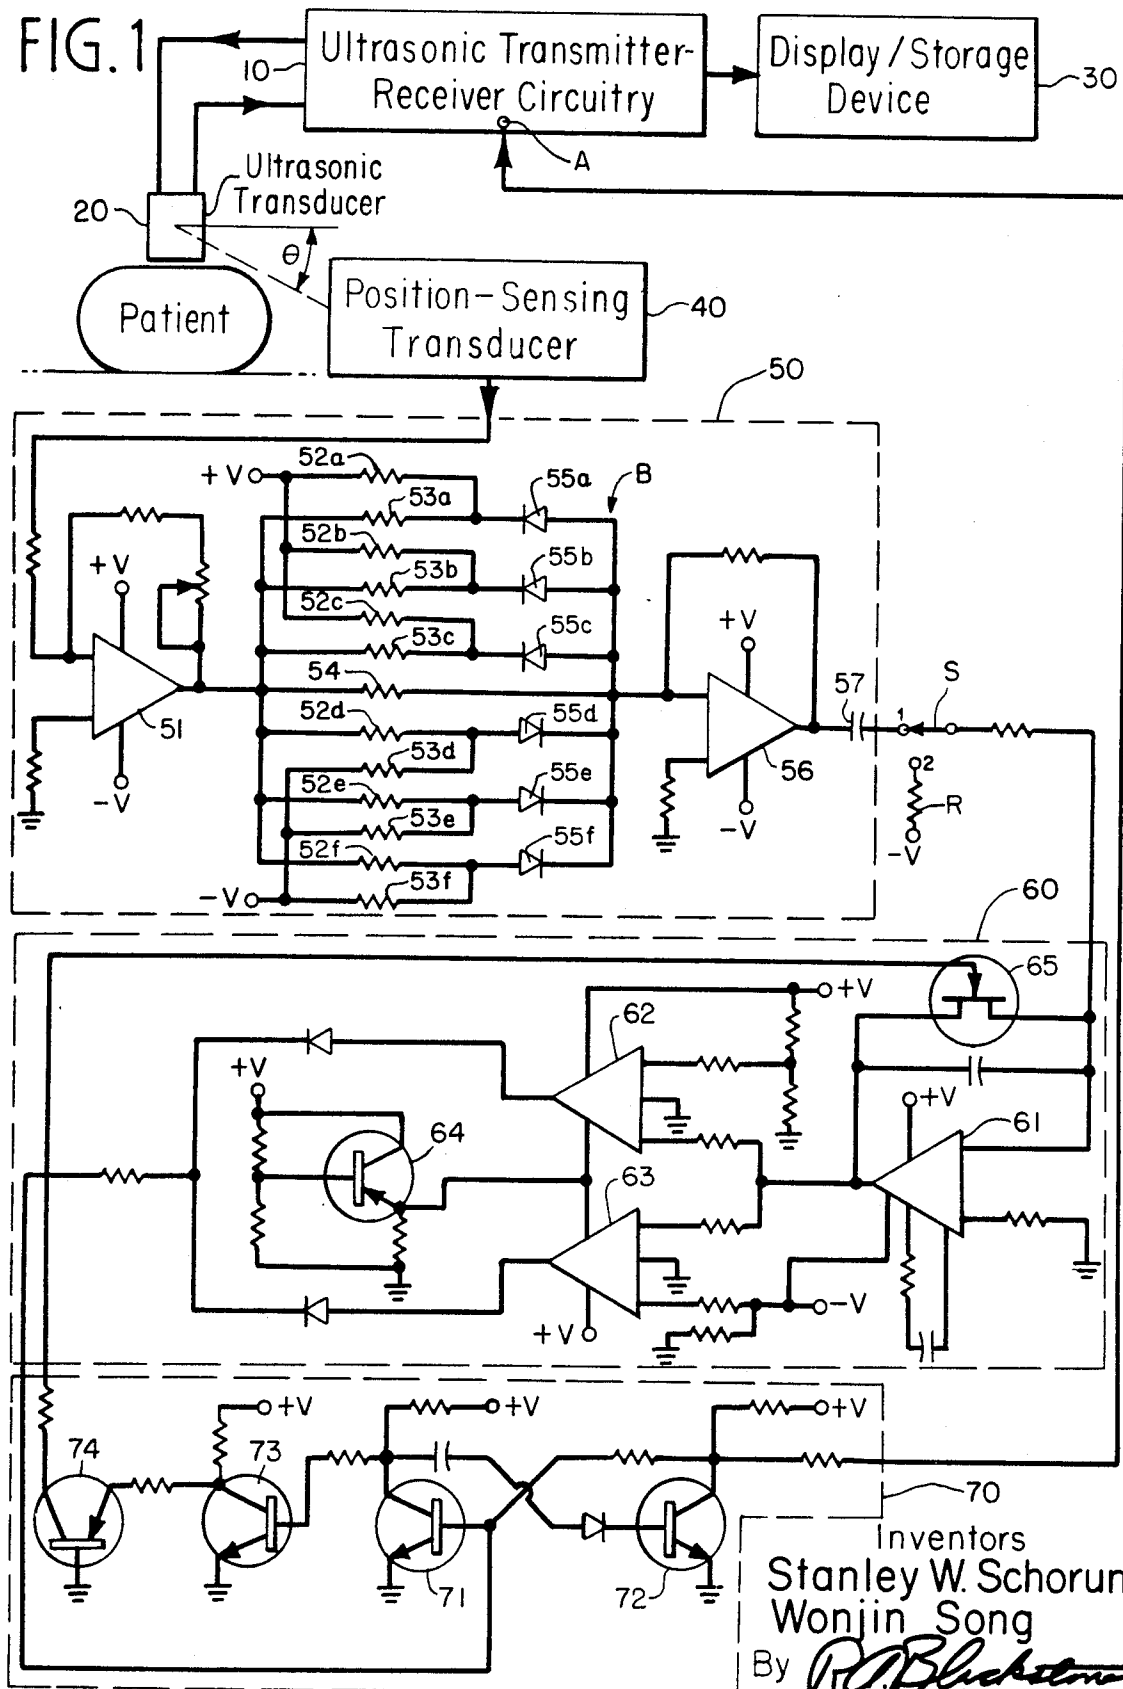 FIG. 1
10
Ultrasonic Transmitter-
Receiver Circuitry
A
Display/Storage
Device
30
20
Ultrasonic
Transducer
θ
Patient
Position-Sensing
Transducer
40
50
+V
52a
53a
55a
B
52b
53b
55b
52c
53c
55c
54
52d
53d
55d
52e
53e
55e
52f
53f
55f
-V
+V
51
-V
+V
56
-V
57
1
S
2
R
-V
60
65
+V
62
+V
64
63
+V
-V
+V
61
74
+V
73
+V
71
+V
72
70
Inventors
Stanley W. Schorum
Wonjin Song
By